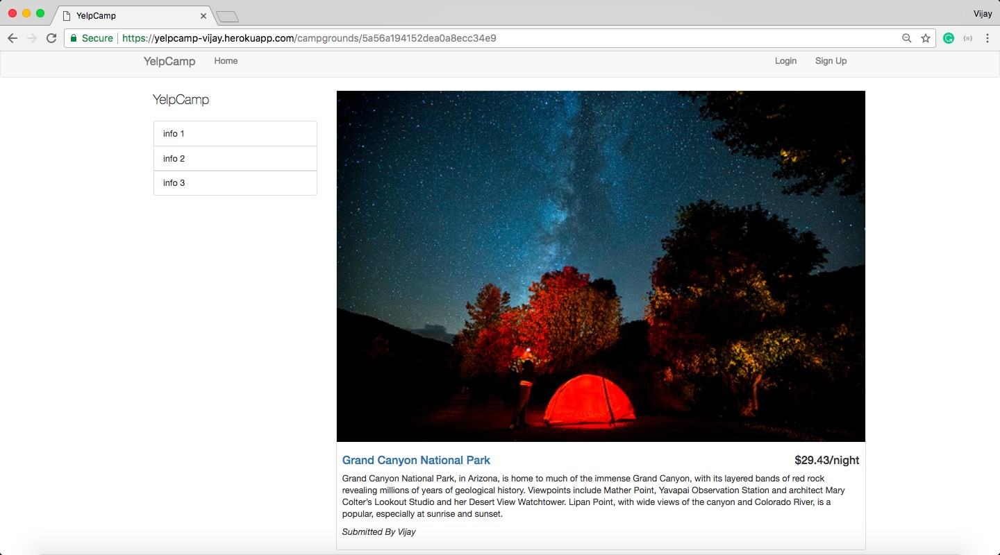 YelpCamp
Vijay
Secure https://yelpcamp-vijay.herokuapp.com/campgrounds/5a56a194152dea0a8ecc34e9
YelpCamp Home Login Sign Up
YelpCamp
info 1
info 2
info 3
Grand Canyon National Park $29.43/night
Grand Canyon National Park, in Arizona, is home to much of the immense Grand Canyon, with its layered bands of red rock
revealing millions of years of geological history. Viewpoints include Mather Point, Yavapai Observation Station and architect Mary
Colter's Lookout Studio and her Desert View Watchtower. Lipan Point, with wide views of the canyon and Colorado River, is a
popular, especially at sunrise and sunset.
Submitted By Vijay